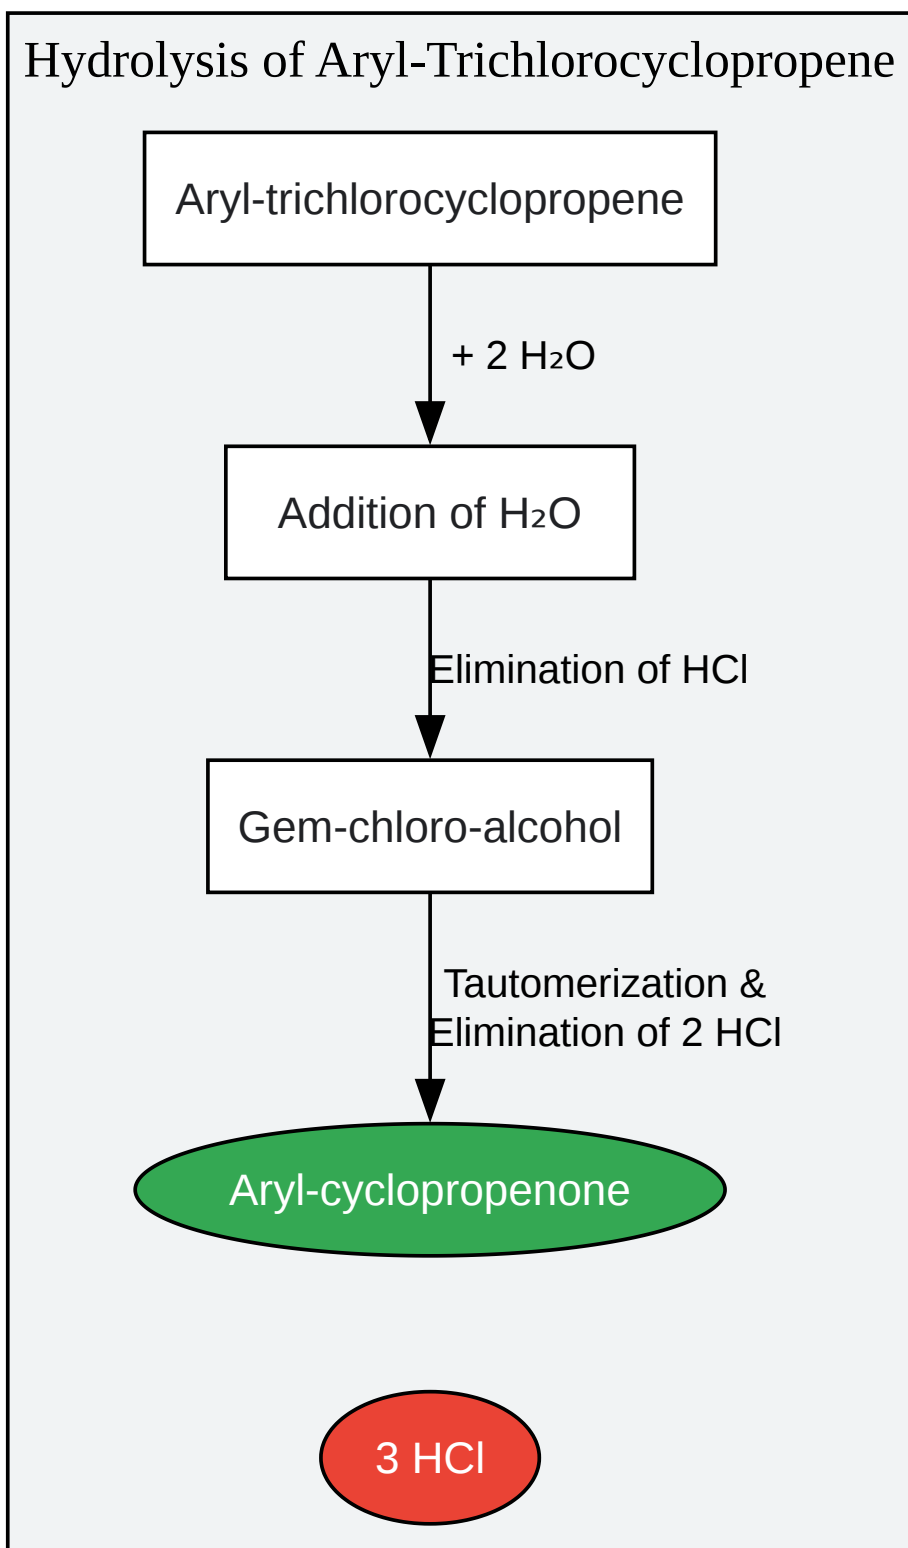 Hydrolysis of Aryl-Trichlorocyclopropene
Aryl-trichlorocyclopropene
+ 2 H₂O
Addition of H₂O
Elimination of HCl
Gem-chloro-alcohol
Tautomerization &
Elimination of 2 HCl
Aryl-cyclopropenone
3 HCl